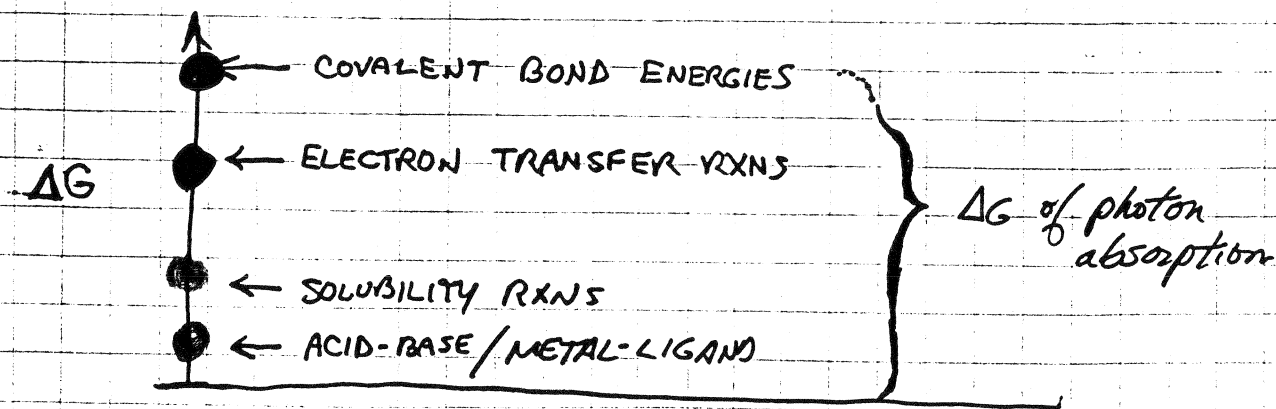 COVALENT BOND ENERGIES
ELECTRON TRANSFER RXNS
ΔG
ΔG of photon
absorption
SOLUBILITY RXNS
ACID-BASE/METAL-LIGAND